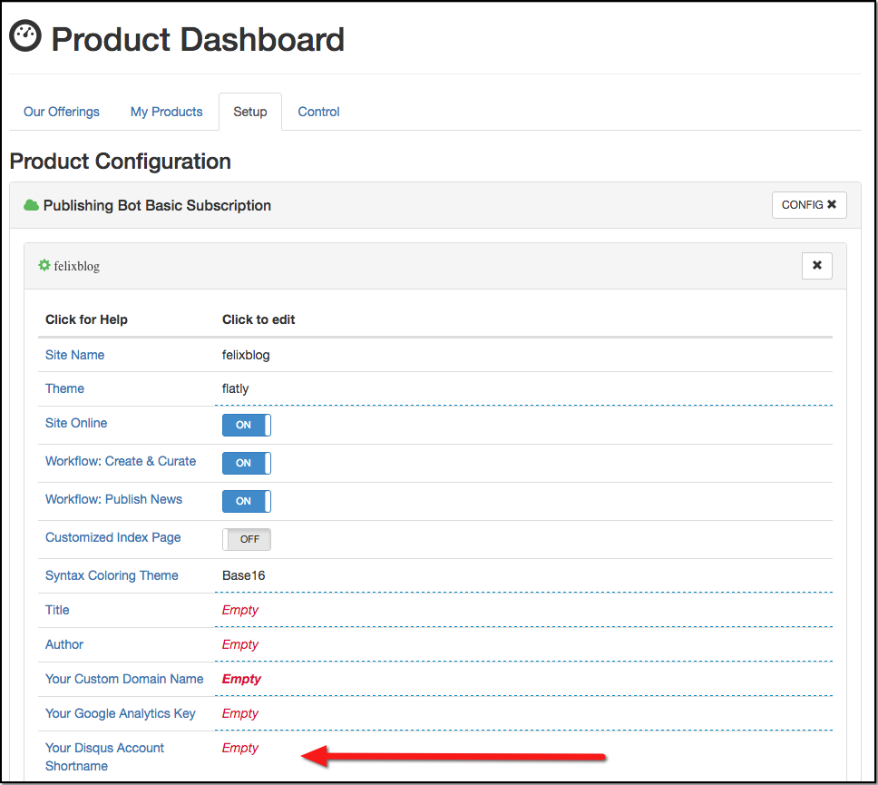 Product Dashboard
Our Offerings My Products Setup Control
Product Configuration
Publishing Bot Basic Subscription CONFIG ✖
felixblog ✖
Click for Help Click to edit
Site Name felixblog
Theme flatly
Site Online ON
Workflow: Create & Curate ON
Workflow: Publish News ON
Customized Index Page OFF
Syntax Coloring Theme Base16
Title Empty
Author Empty
Your Custom Domain Name Empty
Your Google Analytics Key Empty
Your Disqus Account Empty
Shortname